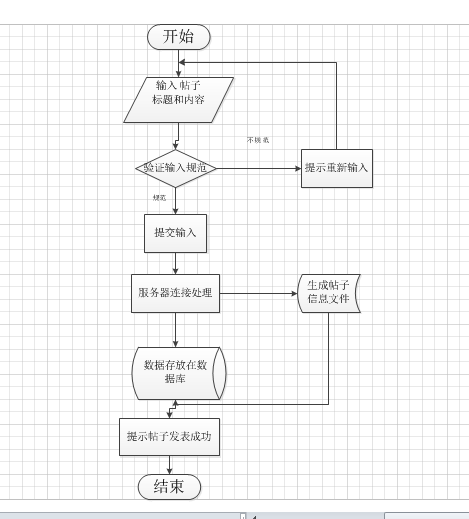 开始
输入 帖子
标题和内容
不规 范
验证输入规范
提示重新输入
规范
提交输入
服务器连接处理
生成帖子
信息文件
数据存放在数
据库
提示帖子发表成功
结束